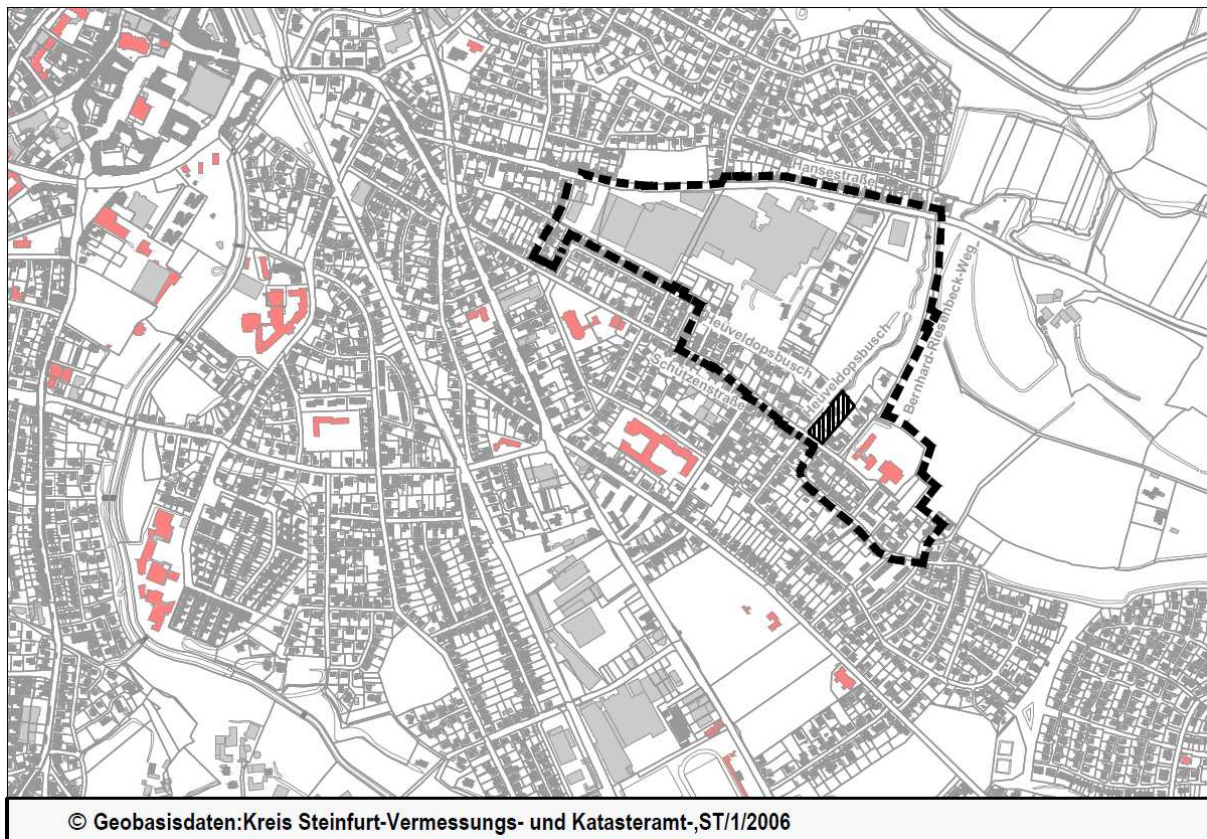 Hansestraße
Bernhard-Riesenbeck-Weg
Heuveldopsbusch
Heuveldopsbusch
Schützenstraße
© Geobasisdaten:Kreis Steinfurt-Vermessungs- und Katasteramt-,ST/1/2006